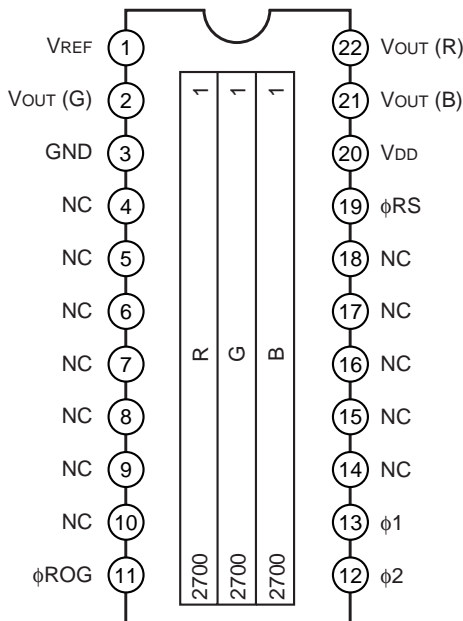 VREF 1 22 VOUT (R)
VOUT (G) 2 1 1 1 21 VOUT (B)
GND 3 20 VDD
NC 4 19 ϕRS
NC 5 18 NC
NC 6 17 NC
NC 7 R G B 16 NC
NC 8 15 NC
NC 9 14 NC
NC 10 13 ϕ1
ϕROG 11 2700 2700 2700 12 ϕ2